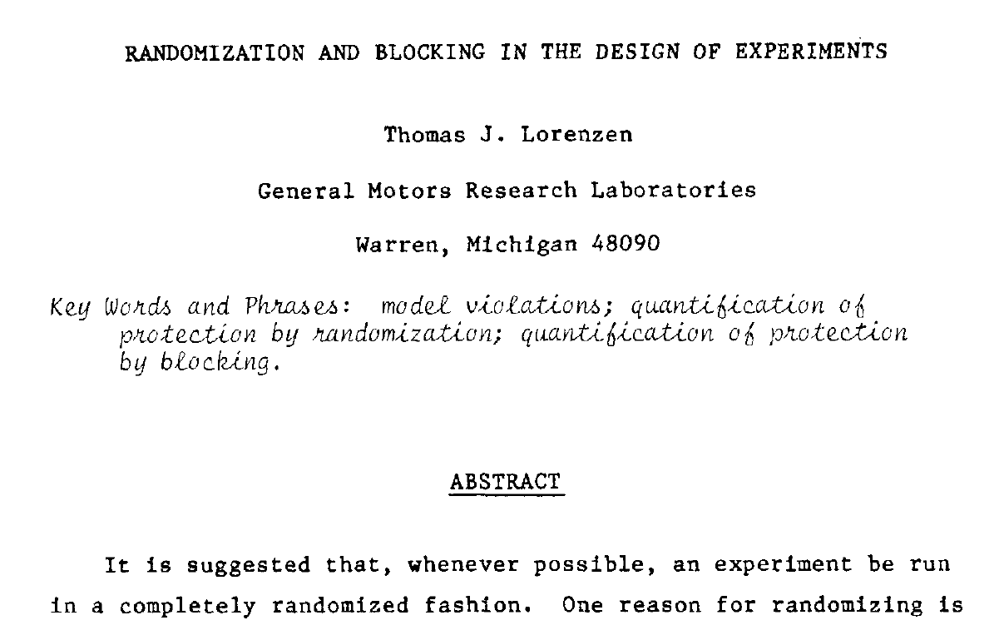 RANDOMIZATION AND BLOCKING IN THE DESIGN OF EXPERIMENTS
Thomas J. Lorenzen
General Motors Research Laboratories
Warren, Michigan 48090
Key Words and Phrases: model violations; quantification of
protection by randomization; quantification of protection
by blocking.
ABSTRACT
It is suggested that, whenever possible, an experiment be run
in a completely randomized fashion. One reason for randomizing is